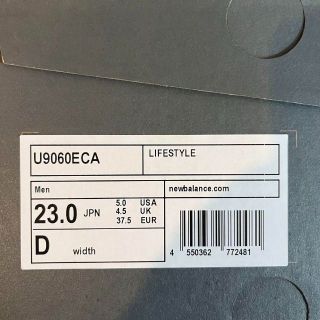 U9060ECA
LIFESTYLE
Men
newbalance.com
23.0 JPN
5.0 USA
4.5 UK
37.5 EUR
D width
4 550362 772481